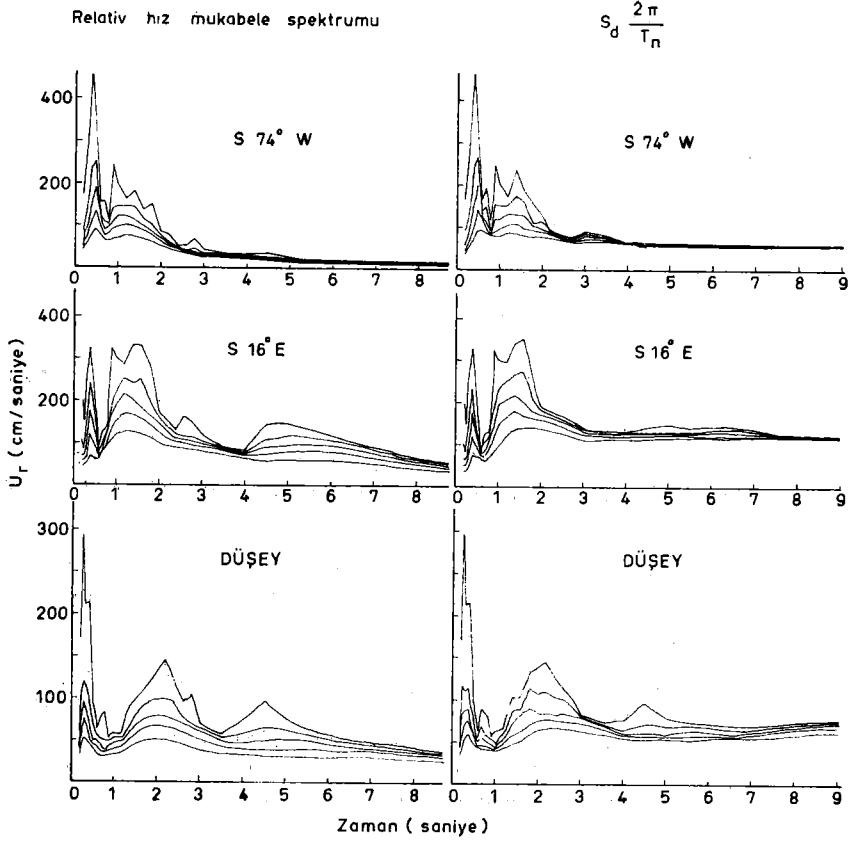 Relativ hız mukabele spektrumu
S_d 2π / T_n
400
200
S 74° W
0 1 2 3 4 5 6 7 8
S 74° W
0 1 2 3 4 5 6 7 8 9
400
200
S 16° E
0 1 2 3 4 5 6 7 8
S 16° E
0 1 2 3 4 5 6 7 8 9
U̇r (cm/saniye)
300
200
100
0
DÜŞEY
0 1 2 3 4 5 6 7 8
DÜŞEY
0 1 2 3 4 5 6 7 8 9
Zaman (saniye)